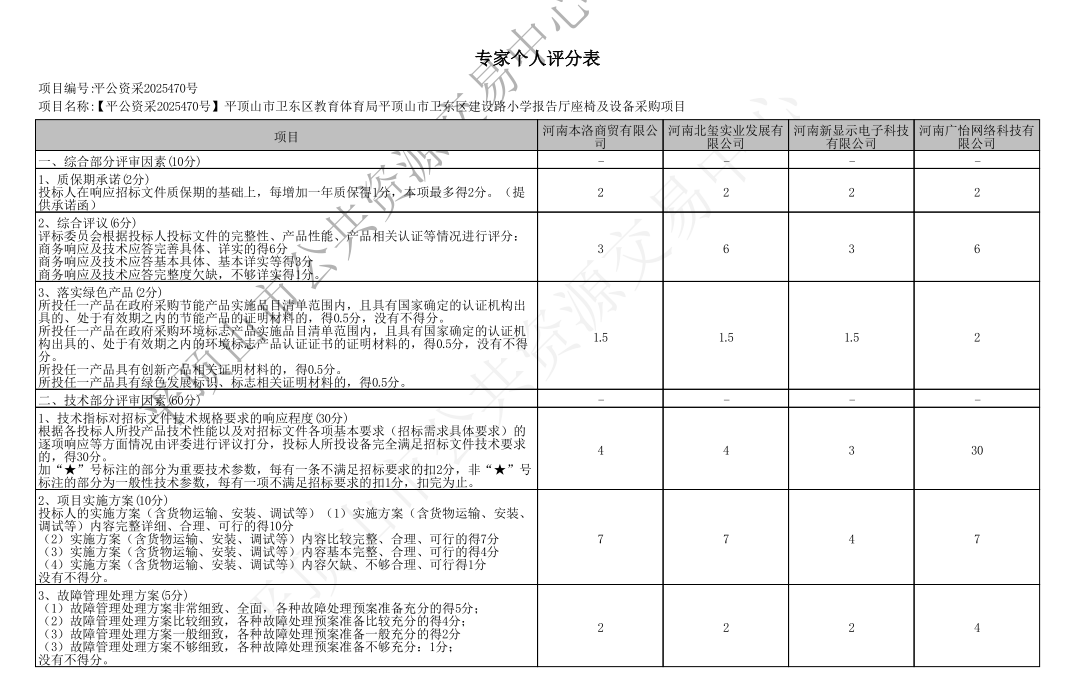 专家个人评分表
项目编号:平公资采2025470号
项目名称:【平公资采2025470号】平顶山市卫东区教育体育局平顶山市卫东区建设路小学报告厅座椅及设备采购项目
项目
河南本洛商贸有限公
司
河南北玺实业发展有
限公司
河南新显示电子科技
有限公司
河南广怡网络科技有
限公司
一、综合部分评审因素(10分)
- - - -
1、质保期承诺(2分)
投标人在响应招标文件质保期的基础上，每增加一年质保得1分，本项最多得2分。（提
供承诺函）
2 2 2 2
2、综合评议(6分)
评标委员会根据投标人投标文件的完整性、产品性能、产品相关认证等情况进行评分；
商务响应及技术应答完善具体、详实的得6分
商务响应及技术应答基本具体、基本详实等得3分
商务响应及技术应答完整度欠缺，不够详实得1分。
3 6 3 6
3、落实绿色产品(2分)
所投任一产品在政府采购节能产品实施品目清单范围内，且具有国家确定的认证机构出
具的、处于有效期之内的节能产品的证明材料的，得0.5分，没有不得分。
所投任一产品在政府采购环境标志产品实施品目清单范围内，且具有国家确定的认证机
构出具的、处于有效期之内的环境标志产品认证证书的证明材料的，得0.5分，没有不得
分。
所投任一产品具有创新产品相关证明材料的，得0.5分。
所投任一产品具有绿色发展标识、标志相关证明材料的，得0.5分。
1.5 1.5 1.5 2
二、技术部分评审因素(60分)
- - - -
1、技术指标对招标文件技术规格要求的响应程度(30分)
根据各投标人所投产品技术性能以及对招标文件各项基本要求（招标需求具体要求）的
逐项响应等方面情况由评委进行评议打分，投标人所投设备完全满足招标文件技术要求
的，得30分。
加“★”号标注的部分为重要技术参数，每有一条不满足招标要求的扣2分，非“★”号
标注的部分为一般性技术参数，每有一项不满足招标要求的扣1分，扣完为止。
4 4 3 30
2、项目实施方案(10分)
投标人的实施方案（含货物运输、安装、调试等）（1）实施方案（含货物运输、安装、
调试等）内容完整详细、合理、可行的得10分
（2）实施方案（含货物运输、安装、调试等）内容比较完整、合理、可行的得7分
（3）实施方案（含货物运输、安装、调试等）内容基本完整、合理、可行的得4分
（4）实施方案（含货物运输、安装、调试等）内容欠缺、不够合理、可行得1分
没有不得分。
7 7 4 7
3、故障管理处理方案(5分)
（1）故障管理处理方案非常细致、全面，各种故障处理预案准备充分的得5分；
（2）故障管理处理方案比较细致，各种故障处理预案准备比较充分的得4分；
（3）故障管理处理方案一般细致，各种故障处理预案准备一般充分的得2分
（3）故障管理处理方案不够细致，各种故障处理预案准备不够充分：1分；
没有不得分。
2 2 2 4
平顶山市公共资源交易中心
平顶山市公共资源交易中心